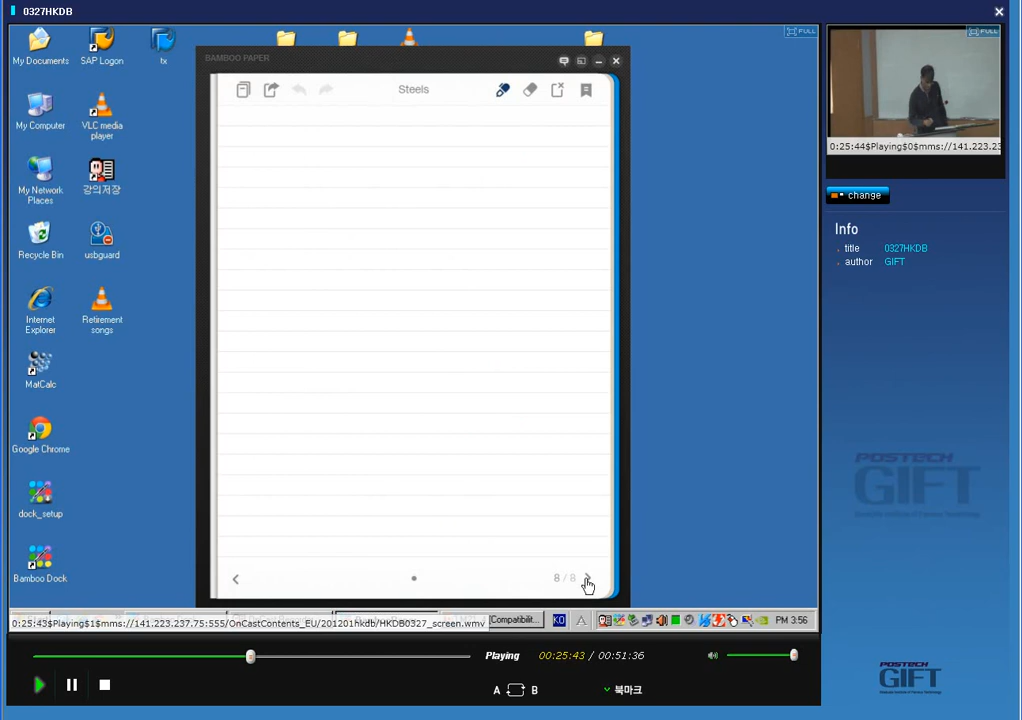 0327HKDB
FULL
FULL
My Documents
SAP Logon
tx
BAMBOO PAPER
Steels
My Computer
VLC media
player
0:25:44$Playing$0$mms://141.223.23
change
My Network
Places
강의저장
Info
title 0327HKDB
author GIFT
Recycle Bin
usbguard
Internet
Explorer
Retirement
songs
MatCalc
Google Chrome
POSTECH
GIFT
dock_setup
Bamboo Dock
8 / 8
0:25:43$Playing$1$mms://141.223.237.75:555/OnCastContents_EU/201201hkdb/HKDB0327_screen.wmv
Compatibilit...
KO
A
PM 3:56
Playing 00:25:43 / 00:51:36
A B
북마크
POSTECH
GIFT